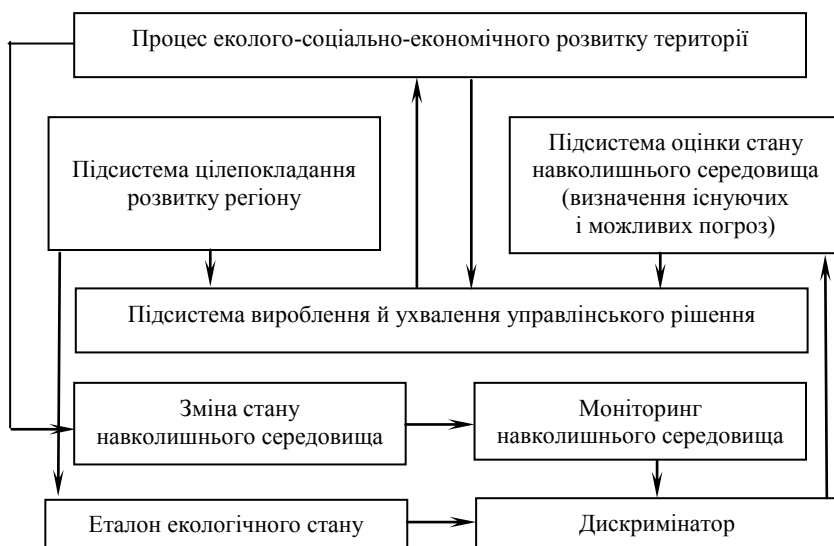 Процес еколого-соціально-економічного розвитку території
Підсистема цілепокладання
розвитку регіону
Підсистема оцінки стану
навколишнього середовища
(визначення існуючих
і можливих погроз)
Підсистема вироблення й ухвалення управлінського рішення
Зміна стану
навколишнього середовища
Моніторинг
навколишнього середовища
Еталон екологічного стану
Дискримінатор